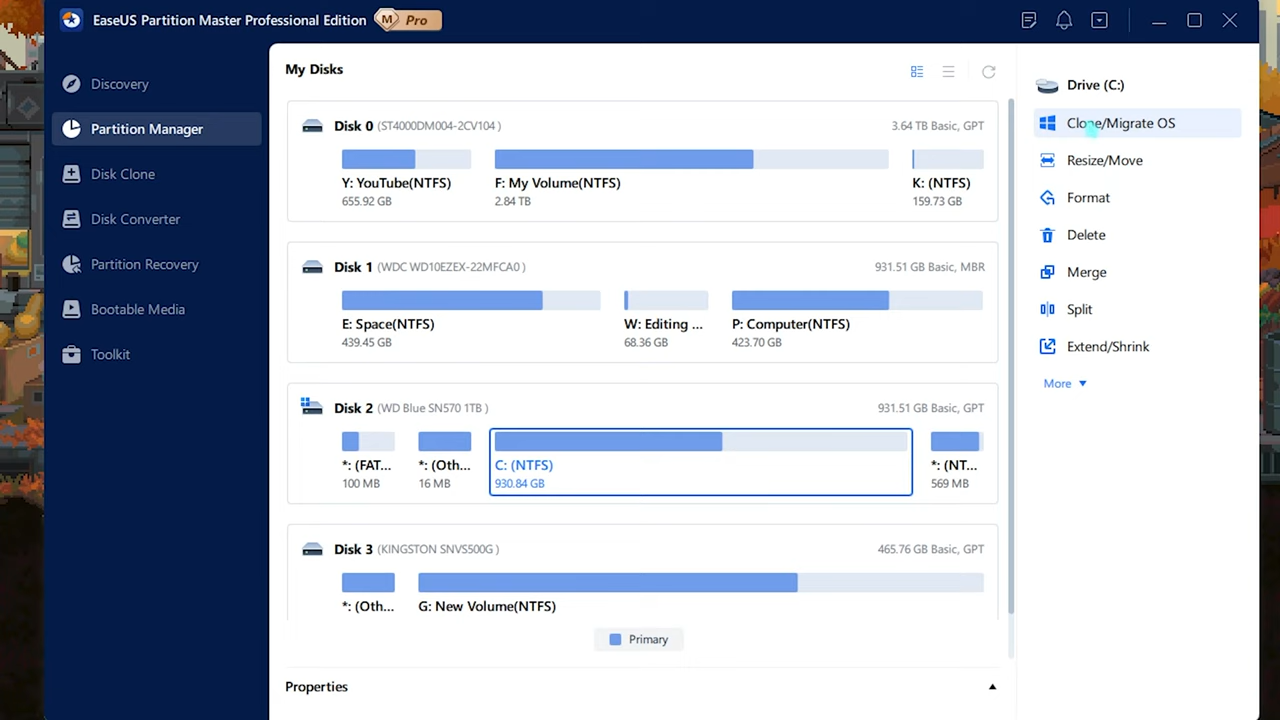 EaseUS Partition Master Professional Edition
M Pro
Discovery
Partition Manager
Disk Clone
Disk Converter
Partition Recovery
Bootable Media
Toolkit
My Disks
Disk 0 (ST4000DM004-2CV104 )
3.64 TB Basic, GPT
Y: YouTube(NTFS)
655.92 GB
F: My Volume(NTFS)
2.84 TB
K: (NTFS)
159.73 GB
Disk 1 (WDC WD10EZEX-22MFCA0 )
931.51 GB Basic, MBR
E: Space(NTFS)
439.45 GB
W: Editing ...
68.36 GB
P: Computer(NTFS)
423.70 GB
Disk 2 (WD Blue SN570 1TB )
931.51 GB Basic, GPT
*: (FAT...
100 MB
*: (Oth...
16 MB
C: (NTFS)
930.84 GB
*: (NT...
569 MB
Disk 3 (KINGSTON SNVS500G )
465.76 GB Basic, GPT
*: (Oth...
G: New Volume(NTFS)
Primary
Properties
Drive (C:)
Clone/Migrate OS
Resize/Move
Format
Delete
Merge
Split
Extend/Shrink
More